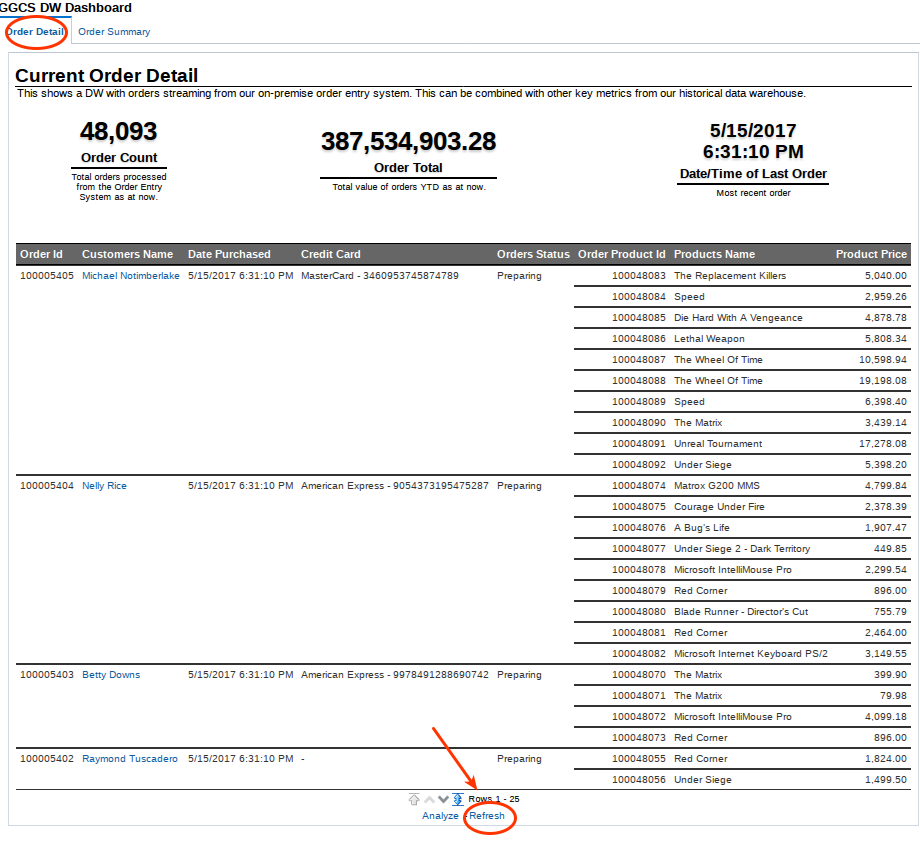 GGCS DW Dashboard
Order Detail Order Summary
Current Order Detail
This shows a DW with orders streaming from our on-premise order entry system. This can be combined with other key metrics from our historical data warehouse.
48,093
Order Count
Total orders processed
from the Order Entry
System as at now.
387,534,903.28
Order Total
Total value of orders YTD as at now.
5/15/2017
6:31:10 PM
Date/Time of Last Order
Most recent order
Order Id Customers Name Date Purchased Credit Card Orders Status Order Product Id Products Name Product Price
100005405 Michael Notimberlake 5/15/2017 6:31:10 PM MasterCard - 3460953745874789 Preparing 100048083 The Replacement Killers 5,040.00
100048084 Speed 2,959.26
100048085 Die Hard With A Vengeance 4,878.78
100048086 Lethal Weapon 5,808.34
100048087 The Wheel Of Time 10,598.94
100048088 The Wheel Of Time 19,198.08
100048089 Speed 6,398.40
100048090 The Matrix 3,439.14
100048091 Unreal Tournament 17,278.08
100048092 Under Siege 5,398.20
100005404 Nelly Rice 5/15/2017 6:31:10 PM American Express - 9054373195475287 Preparing 100048074 Matrox G200 MMS 4,799.84
100048075 Courage Under Fire 2,378.39
100048076 A Bug's Life 1,907.47
100048077 Under Siege 2 - Dark Territory 449.85
100048078 Microsoft IntelliMouse Pro 2,299.54
100048079 Red Corner 896.00
100048080 Blade Runner - Director's Cut 755.79
100048081 Red Corner 2,464.00
100048082 Microsoft Internet Keyboard PS/2 3,149.55
100005403 Betty Downs 5/15/2017 6:31:10 PM American Express - 9978491288690742 Preparing 100048070 The Matrix 399.90
100048071 The Matrix 79.98
100048072 Microsoft IntelliMouse Pro 4,099.18
100048073 Red Corner 896.00
100005402 Raymond Tuscadero 5/15/2017 6:31:10 PM - Preparing 100048055 Red Corner 1,824.00
100048056 Under Siege 1,499.50
Rows 1 - 25
Analyze - Refresh